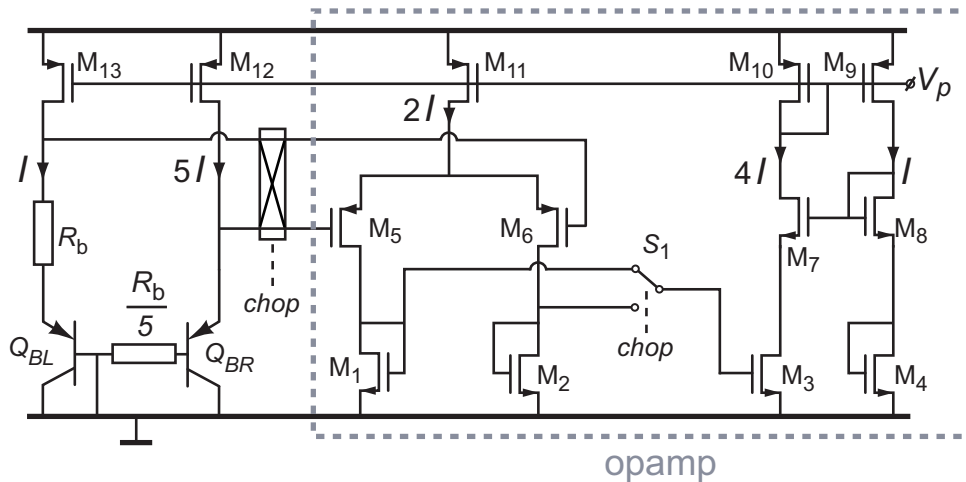 M13
M12
M11
M10
M9
Vp
2I
I
5I
4I
I
Rb
M5
M6
S1
M7
M8
Rb
5
chop
chop
QBL
QBR
M1
M2
M3
M4
opamp